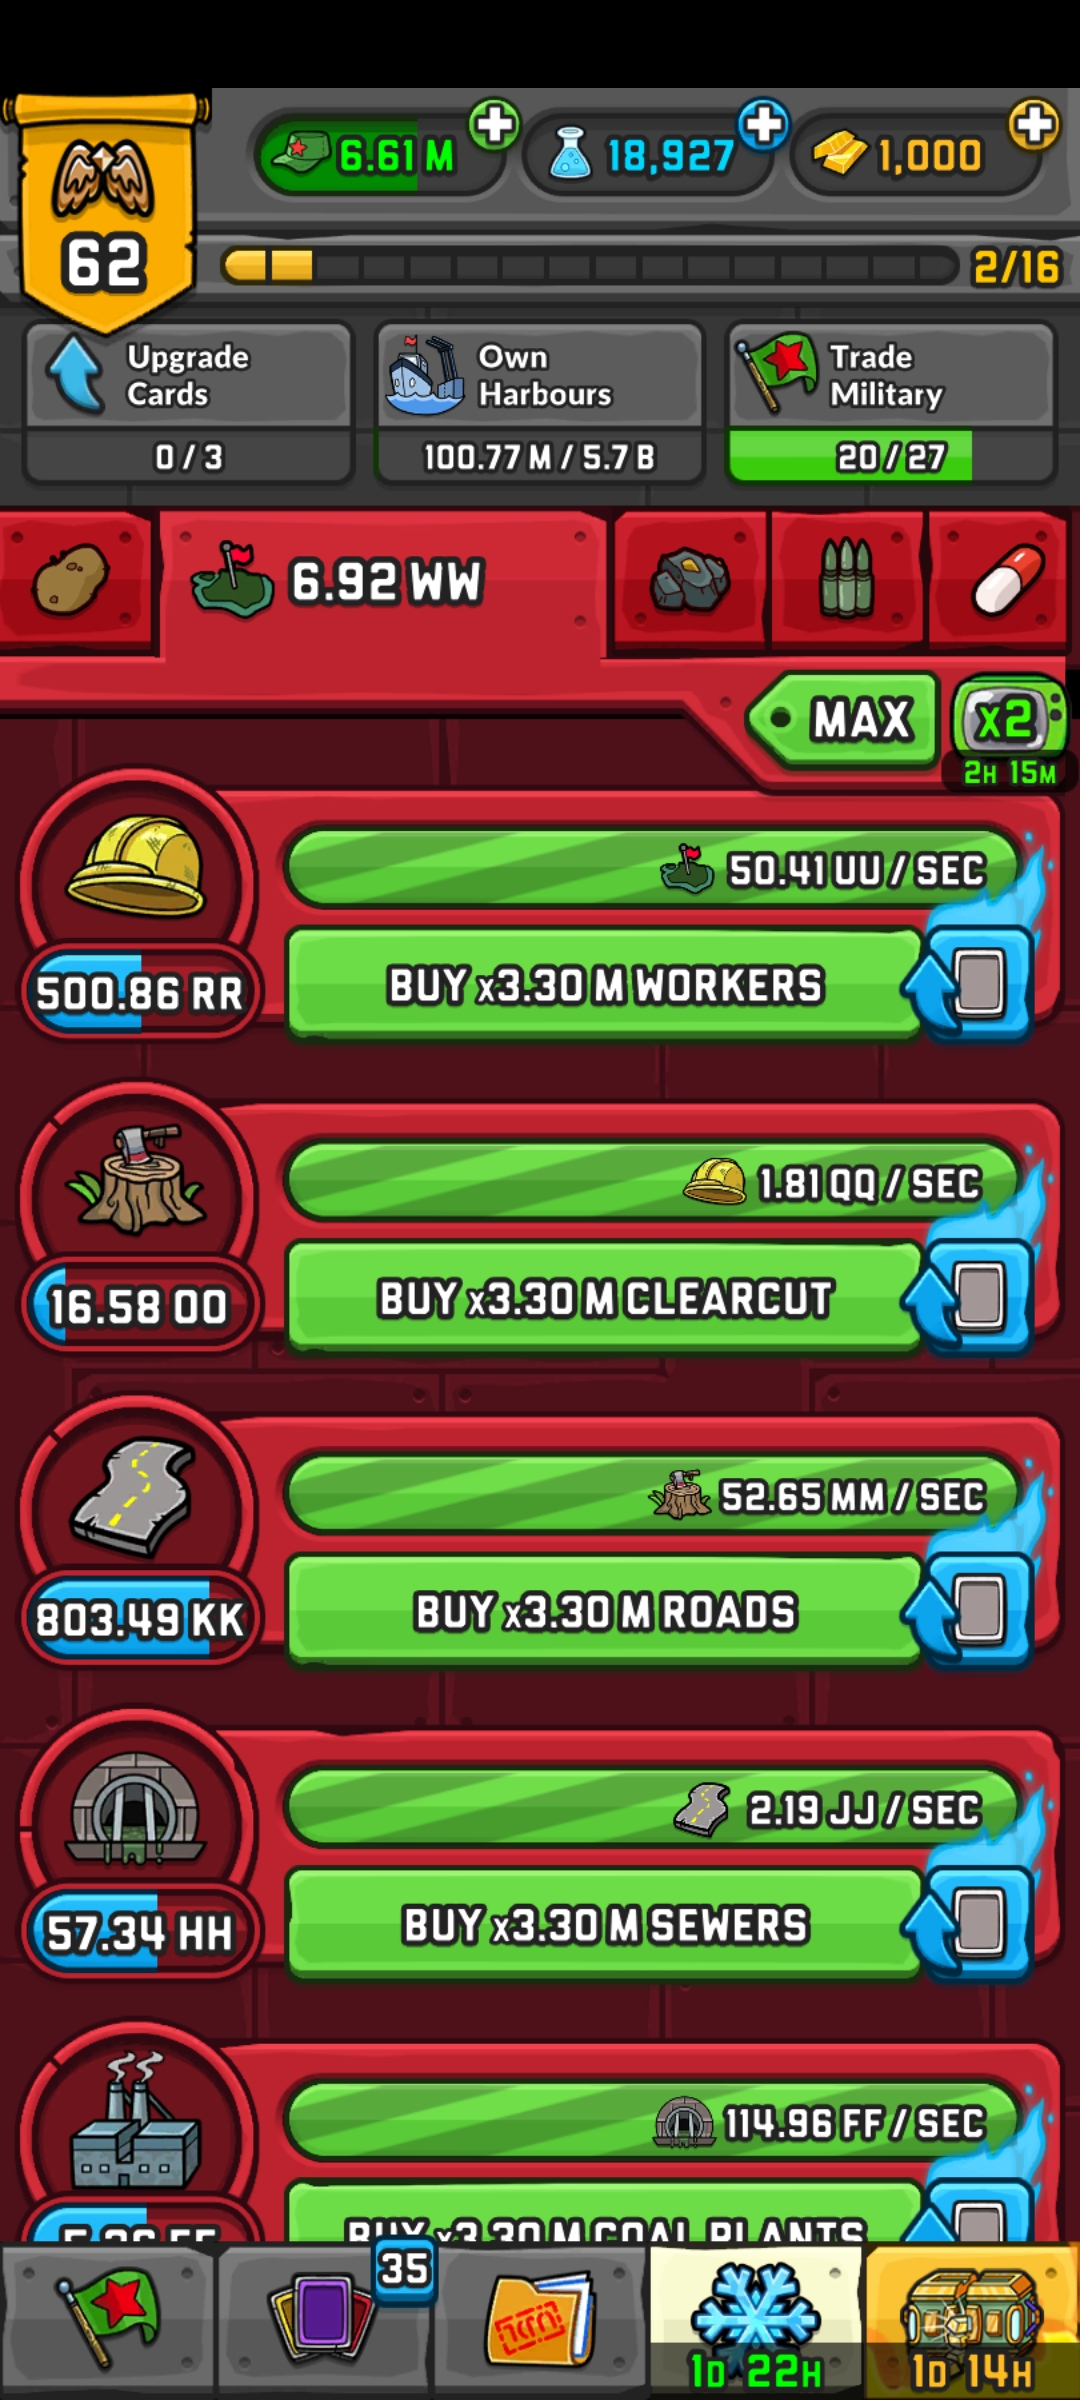 6.61 M
18,927
1,000
62
2/16
Upgrade
Cards
0 / 3
Own
Harbours
100.77 M / 5.7 B
Trade
Military
20 / 27
6.92 WW
MAX
x2
2H 15M
50.41 UU / SEC
500.86 RR
BUY x3.30 M WORKERS
1.81 QQ / SEC
16.58 OO
BUY x3.30 M CLEARCUT
52.65 MM / SEC
803.49 KK
BUY x3.30 M ROADS
2.19 JJ / SEC
57.34 HH
BUY x3.30 M SEWERS
114.96 FF / SEC
BUY x3.30 M COAL PLANTS
35
1D 22H
1D 14H